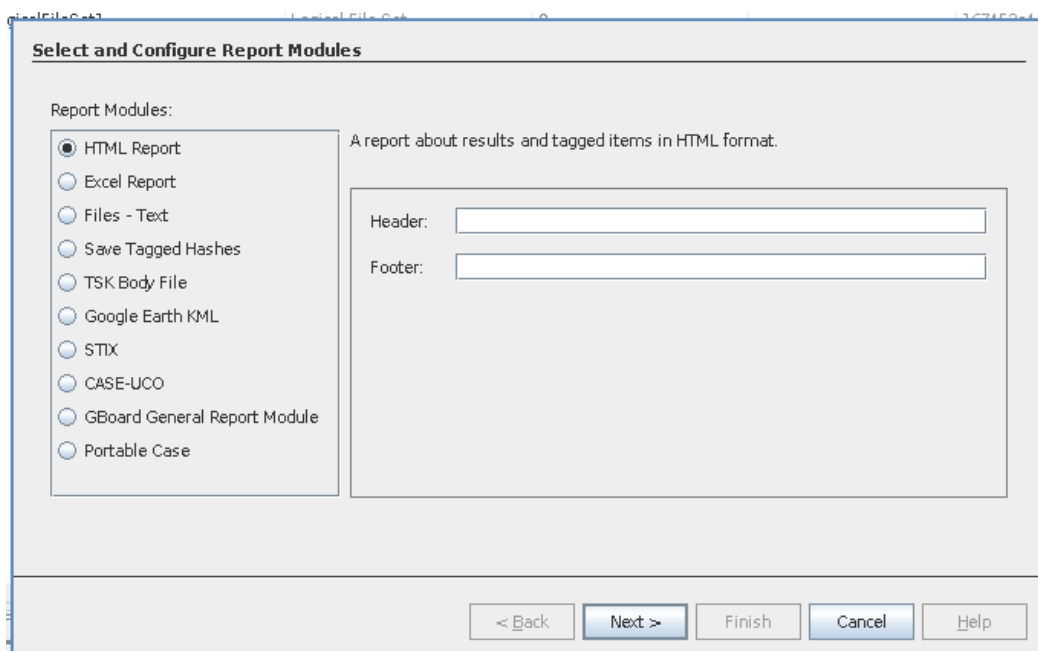 Select and Configure Report Modules
Report Modules:
HTML Report
Excel Report
Files - Text
Save Tagged Hashes
TSK Body File
Google Earth KML
STIX
CASE-UCO
GBoard General Report Module
Portable Case
A report about results and tagged items in HTML format.
Header:
Footer:
< Back
Next >
Finish
Cancel
Help